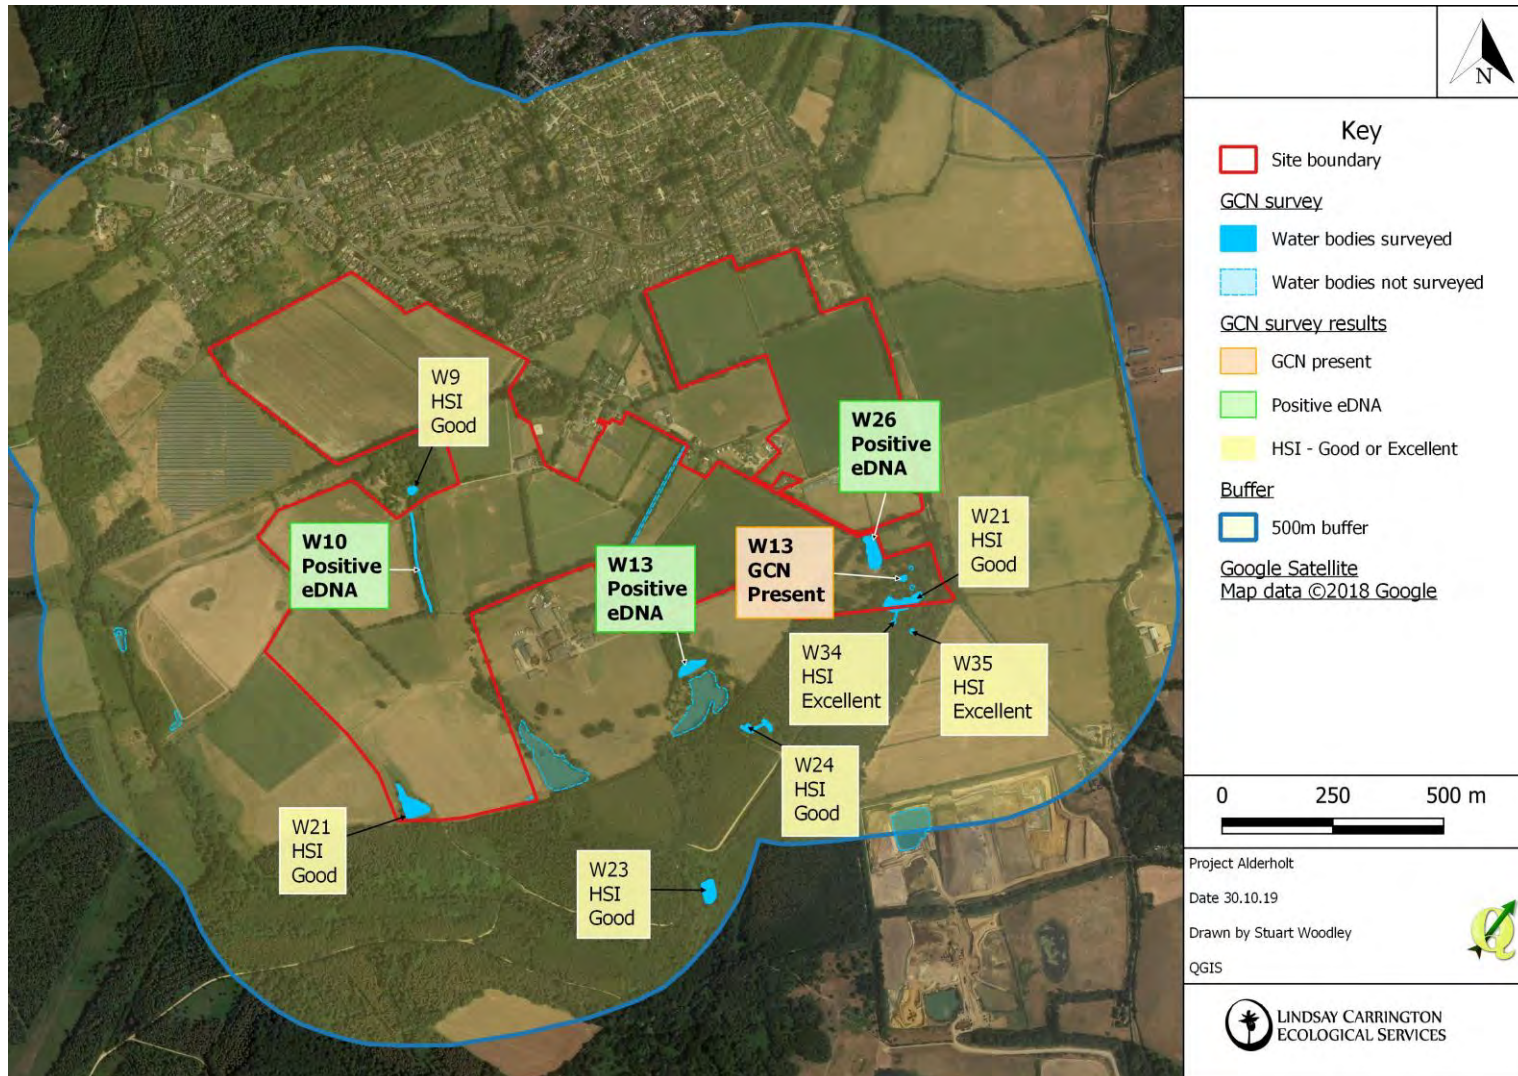 W9
HSI
Good
W26
Positive
eDNA
W21
HSI
Good
W10
Positive
eDNA
W13
Positive
eDNA
W13
GCN
Present
W34
HSI
Excellent
W35
HSI
Excellent
W24
HSI
Good
W21
HSI
Good
W23
HSI
Good
N
Key
Site boundary
GCN survey
Water bodies surveyed
Water bodies not surveyed
GCN survey results
GCN present
Positive eDNA
HSI - Good or Excellent
Buffer
500m buffer
Google Satellite
Map data ©2018 Google
0 250 500 m
Project Alderholt
Date 30.10.19
Drawn by Stuart Woodley
QGIS
LINDSAY CARRINGTON
ECOLOGICAL SERVICES